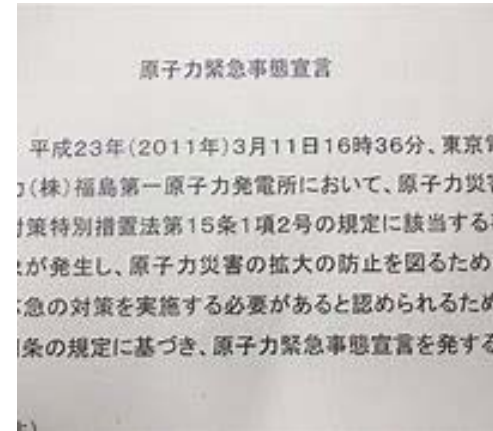 原子力緊急事態宣言
平成23年(2011年)3月11日16時36分、東京
(株)福島第一原子力発電所において、原子力災
策特別措置法第15条1項2号の規定に該当する
が発生し、原子力災害の拡大の防止を図るため
急の対策を実施する必要があると認められるため
条の規定に基づき、原子力緊急事態宣言を発する